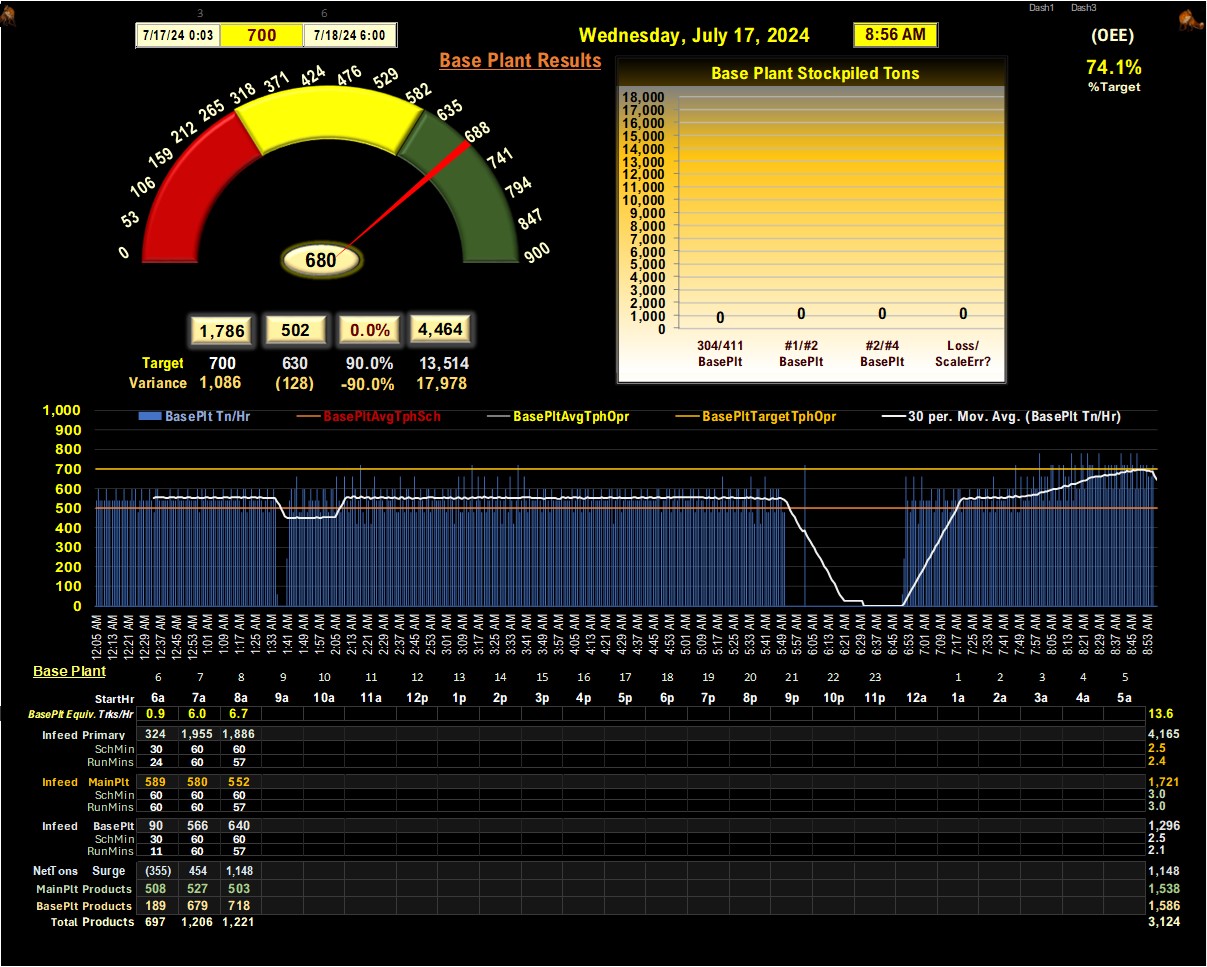 3 6 Dash1 Dash3
7/17/24 0:03 700 7/18/24 6:00 Wednesday, July 17, 2024 8:56 AM (OEE)
Base Plant Results
74.1%
%Target
0 53 106 159 212 265 318 371 424 476 529 582 635 688 741 794 847 900
680
Base Plant Stockpiled Tons
18,000
17,000
16,000
15,000
14,000
13,000
12,000
11,000
10,000
9,000
8,000
7,000
6,000
5,000
4,000
3,000
2,000
1,000
0
0 0 0 0
304/411 #1/#2 #2/#4 Loss/
BasePlt BasePlt BasePlt ScaleErr?
1,786 502 0.0% 4,464
Target 700 630 90.0% 13,514
Variance 1,086 (128) -90.0% 17,978
BasePlt Tn/Hr BasePltAvgTphSch BasePltAvgTphOpr BasePltTargetTphOpr 30 per. Mov. Avg. (BasePlt Tn/Hr)
1,000
900
800
700
600
500
400
300
200
100
0
12:05 AM 12:13 AM 12:21 AM 12:29 AM 12:37 AM 12:45 AM 12:53 AM 1:01 AM 1:09 AM 1:17 AM 1:25 AM 1:33 AM 1:41 AM 1:49 AM 1:57 AM 2:05 AM 2:13 AM 2:21 AM 2:29 AM 2:37 AM 2:45 AM 2:53 AM 3:01 AM 3:09 AM 3:17 AM 3:25 AM 3:33 AM 3:41 AM 3:49 AM 3:57 AM 4:05 AM 4:13 AM 4:21 AM 4:29 AM 4:37 AM 4:45 AM 4:53 AM 5:01 AM 5:09 AM 5:17 AM 5:25 AM 5:33 AM 5:41 AM 5:49 AM 5:57 AM 6:05 AM 6:13 AM 6:21 AM 6:29 AM 6:37 AM 6:45 AM 6:53 AM 7:01 AM 7:09 AM 7:17 AM 7:25 AM 7:33 AM 7:41 AM 7:49 AM 7:57 AM 8:05 AM 8:13 AM 8:21 AM 8:29 AM 8:37 AM 8:45 AM 8:53 AM
Base Plant
6 7 8 9 10 11 12 13 14 15 16 17 18 19 20 21 22 23 1 2 3 4 5
StartHr 6a 7a 8a 9a 10a 11a 12p 1p 2p 3p 4p 5p 6p 7p 8p 9p 10p 11p 12a 1a 2a 3a 4a 5a
BasePlt Equiv. Trks/Hr 0.9 6.0 6.7 13.6
Infeed Primary 324 1,955 1,886 4,165
SchMin 30 60 60 2.5
RunMins 24 60 57 2.4
Infeed MainPlt 589 580 552 1,721
SchMin 60 60 60 3.0
RunMins 60 60 57 3.0
Infeed BasePlt 90 566 640 1,296
SchMin 30 60 60 2.5
RunMins 11 60 57 2.1
NetTons Surge (355) 454 1,148 1,148
MainPlt Products 508 527 503 1,538
BasePlt Products 189 679 718 1,586
Total Products 697 1,206 1,221 3,124